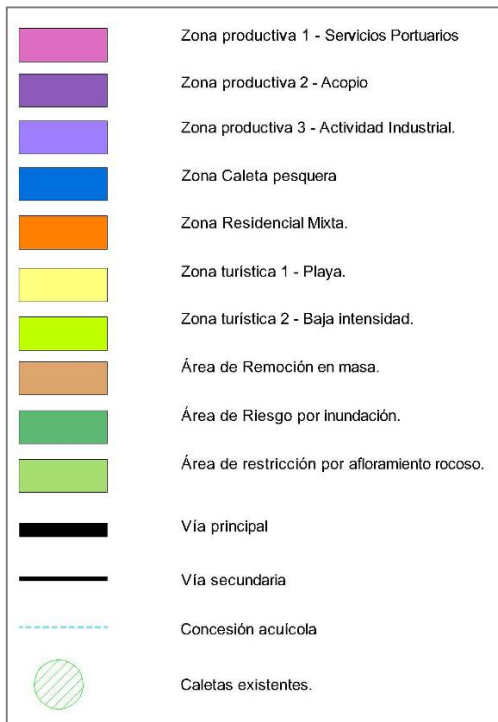 Zona productiva 1 - Servicios Portuarios
Zona productiva 2 - Acopio
Zona productiva 3 - Actividad Industrial.
Zona Caleta pesquera
Zona Residencial Mixta.
Zona turística 1 - Playa.
Zona turística 2 - Baja intensidad.
Área de Remoción en masa.
Área de Riesgo por inundación.
Área de restricción por afloramiento rocoso.
Vía principal
Vía secundaria
Concesión acuícola
Caletas existentes.